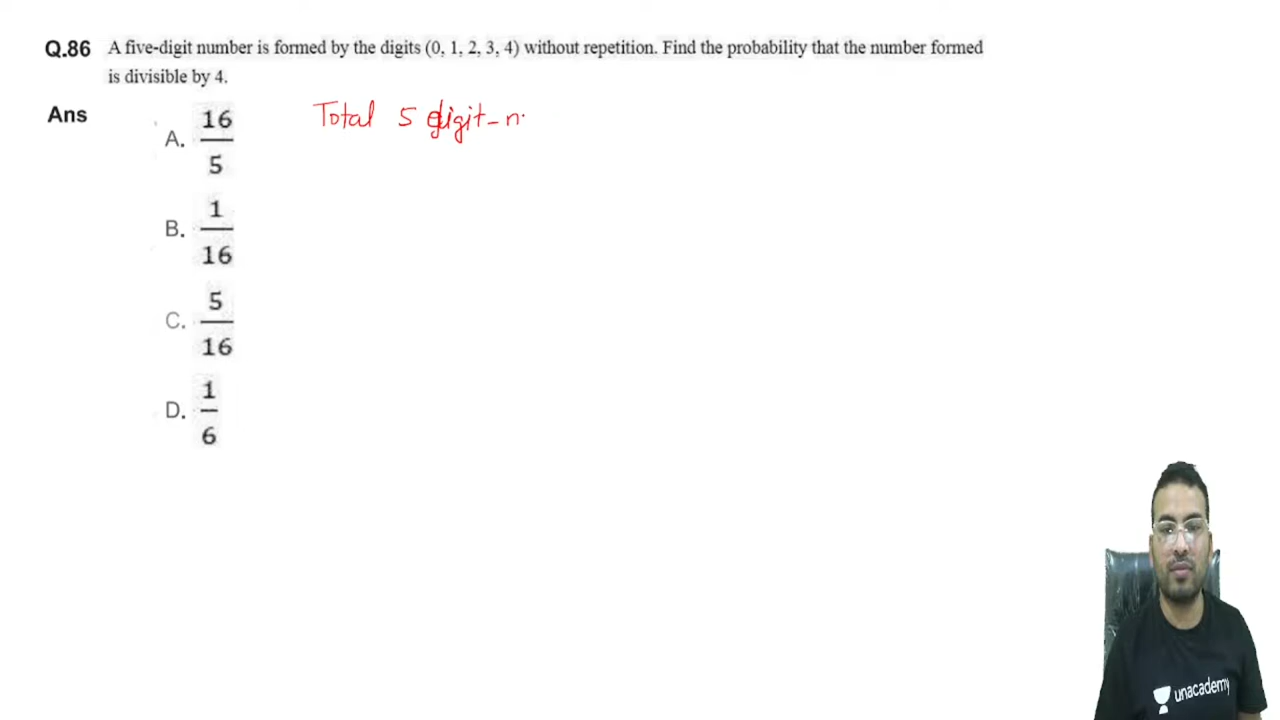 Q.86 A five-digit number is formed by the digits (0, 1, 2, 3, 4) without repetition. Find the probability that the number formed
is divisible by 4.
Ans
Total 5 digit-n.
A. 16/5
B. 1/16
C. 5/16
D. 1/6
unacademy